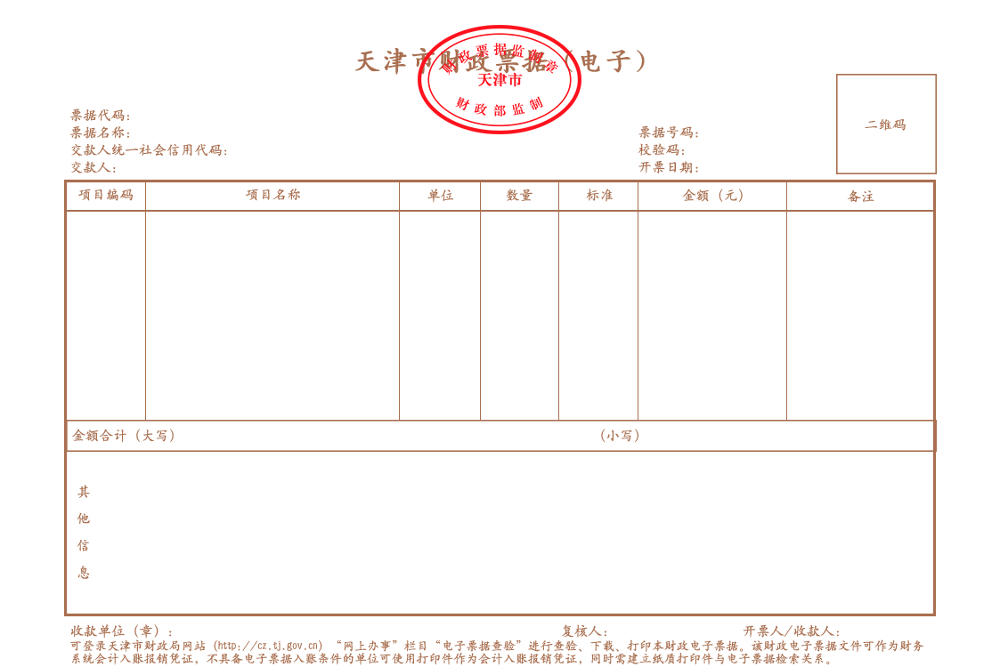 天津市财政票据（电子）
财政票据监制章
天津市
财政部监制
二维码
票据代码：
票据名称：
票据号码：
交款人统一社会信用代码：
校验码：
交款人：
开票日期：
项目编码 项目名称 单位 数量 标准 金额（元） 备注
金额合计（大写） （小写）
其
他
信
息
收款单位（章）： 复核人： 开票人/收款人：
可登录天津市财政局网站（http://cz.tj.gov.cn）“网上办事”栏目“电子票据查验”进行查验、下载、打印本财政电子票据。该财政电子票据文件可作为财务
系统会计入账报销凭证，不具备电子票据入账条件的单位可使用打印件作为会计入账报销凭证，同时需建立纸质打印件与电子票据检索关系。